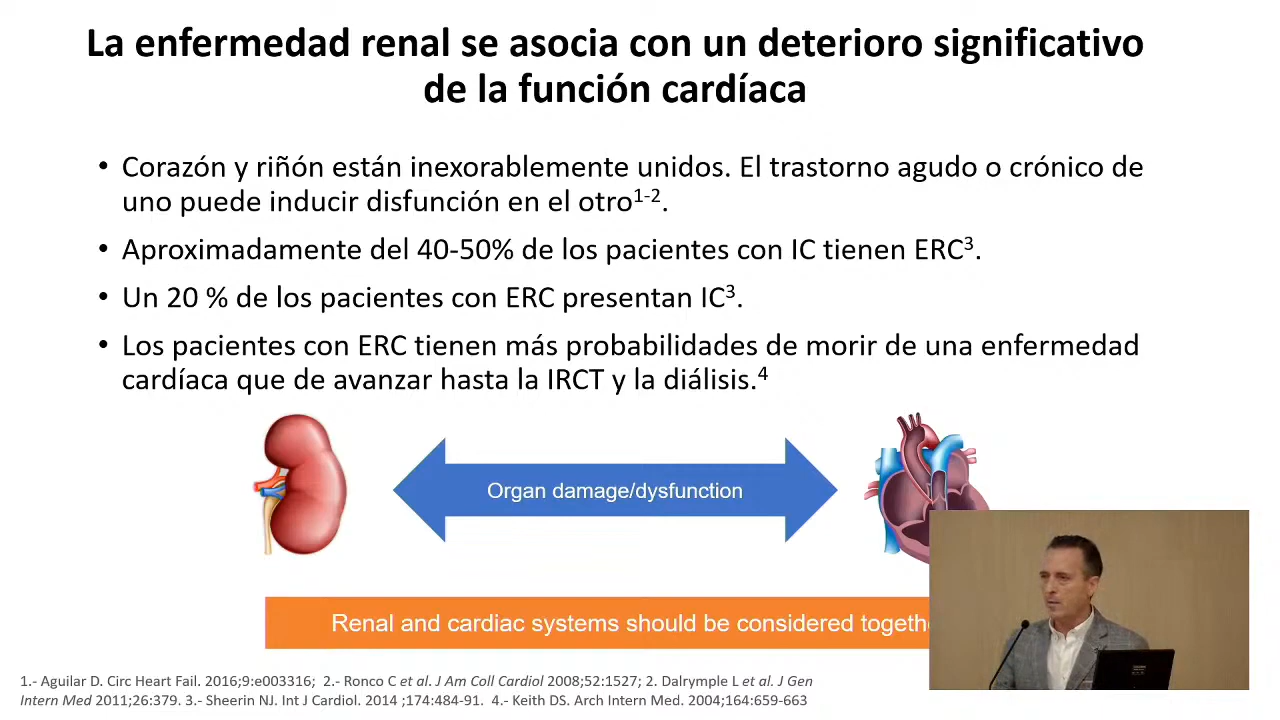 La enfermedad renal se asocia con un deterioro significativo
de la función cardíaca
• Corazón y riñón están inexorablemente unidos. El trastorno agudo o crónico de
uno puede inducir disfunción en el otro1-2.
• Aproximadamente del 40-50% de los pacientes con IC tienen ERC3.
• Un 20 % de los pacientes con ERC presentan IC3.
• Los pacientes con ERC tienen más probabilidades de morir de una enfermedad
cardíaca que de avanzar hasta la IRCT y la diálisis.4
Organ damage/dysfunction
Renal and cardiac systems should be considered
1.- Aguilar D. Circ Heart Fail. 2016;9:e003316; 2.- Ronco C et al. J Am Coll Cardiol 2008;52:1527; 2. Dalrymple L et al. J Gen
Intern Med 2011;26:379. 3.- Sheerin NJ. Int J Cardiol. 2014 ;174:484-91. 4.- Keith DS. Arch Intern Med. 2004;164:659-663